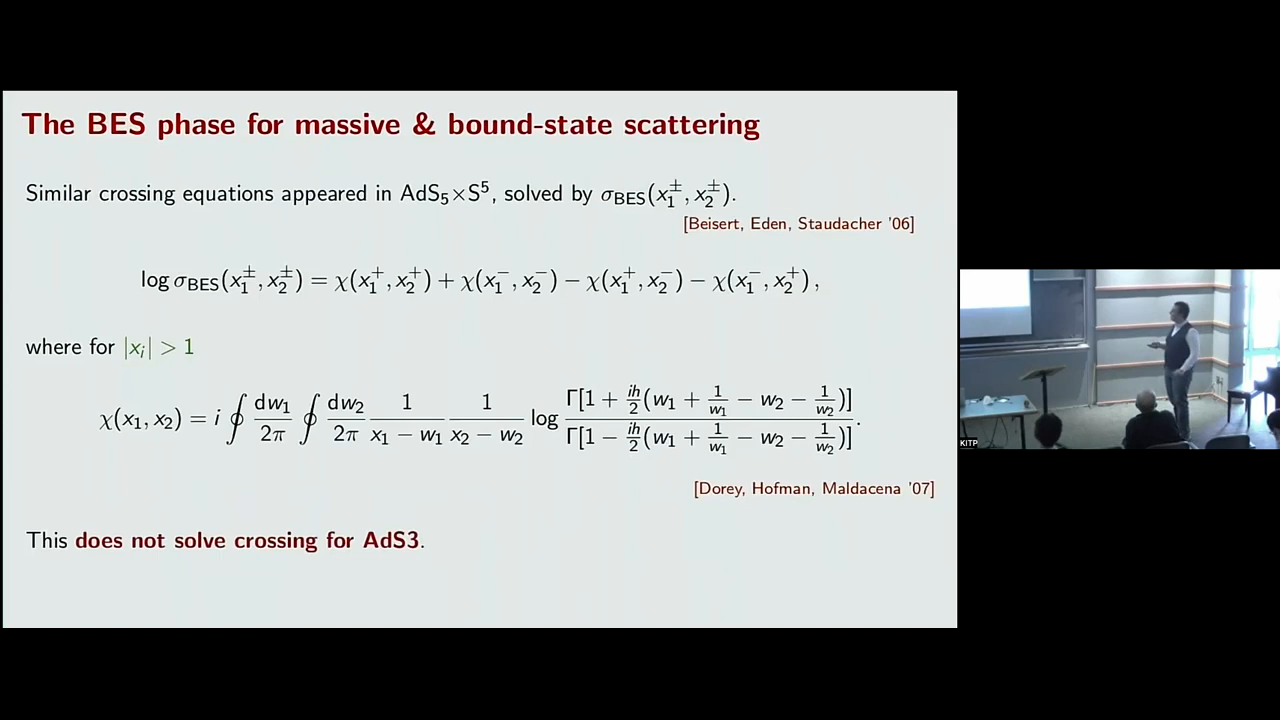 The BES phase for massive & bound-state scattering
Similar crossing equations appeared in AdS₅×S⁵, solved by σ_BES(x₁^±, x₂^±).
[Beisert, Eden, Staudacher '06]
log σ_BES(x₁^±, x₂^±) = χ(x₁⁺, x₂⁺) + χ(x₁⁻, x₂⁻) − χ(x₁⁺, x₂⁻) − χ(x₁⁻, x₂⁺) ,
where for |xᵢ| > 1
χ(x₁, x₂) = i ∮ dw₁/2π ∮ dw₂/2π 1/(x₁ − w₁) 1/(x₂ − w₂) log Γ[1 + ih/2 (w₁ + 1/w₁ − w₂ − 1/w₂)] / Γ[1 − ih/2 (w₁ + 1/w₁ − w₂ − 1/w₂)] .
[Dorey, Hofman, Maldacena '07]
This does not solve crossing for AdS3.
KITP